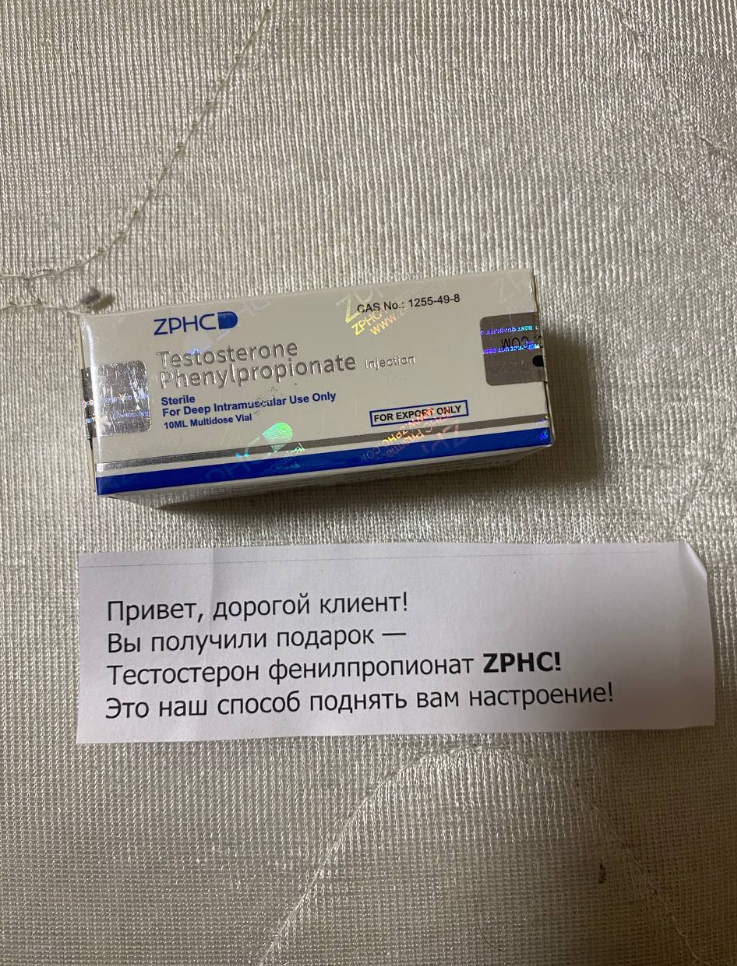 ZPHC
CAS No.: 1255-49-8
Testosterone
Phenylpropionate Injection
Sterile
For Deep Intramuscular Use Only
10ML Multidose Vial
FOR EXPORT ONLY
Привет, дорогой клиент!
Вы получили подарок —
Тестостерон фенилпропионат ZPHC!
Это наш способ поднять вам настроение!